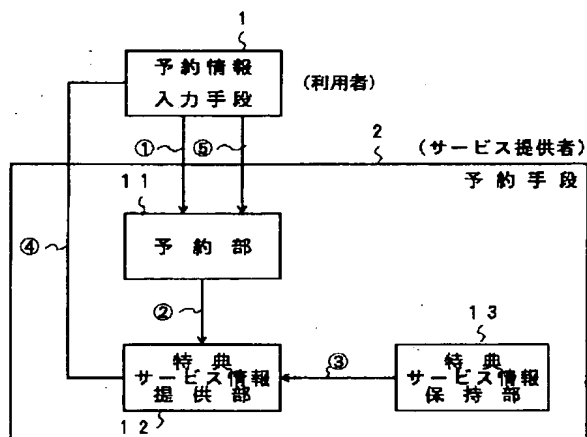 1
予約情報
入力手段
(利用者)
① ⑤
2
(サービス提供者)
予約手段
11
予約部
④
②
13
特典
サービス情報
提供部
③
特典
サービス情報
保持部
12